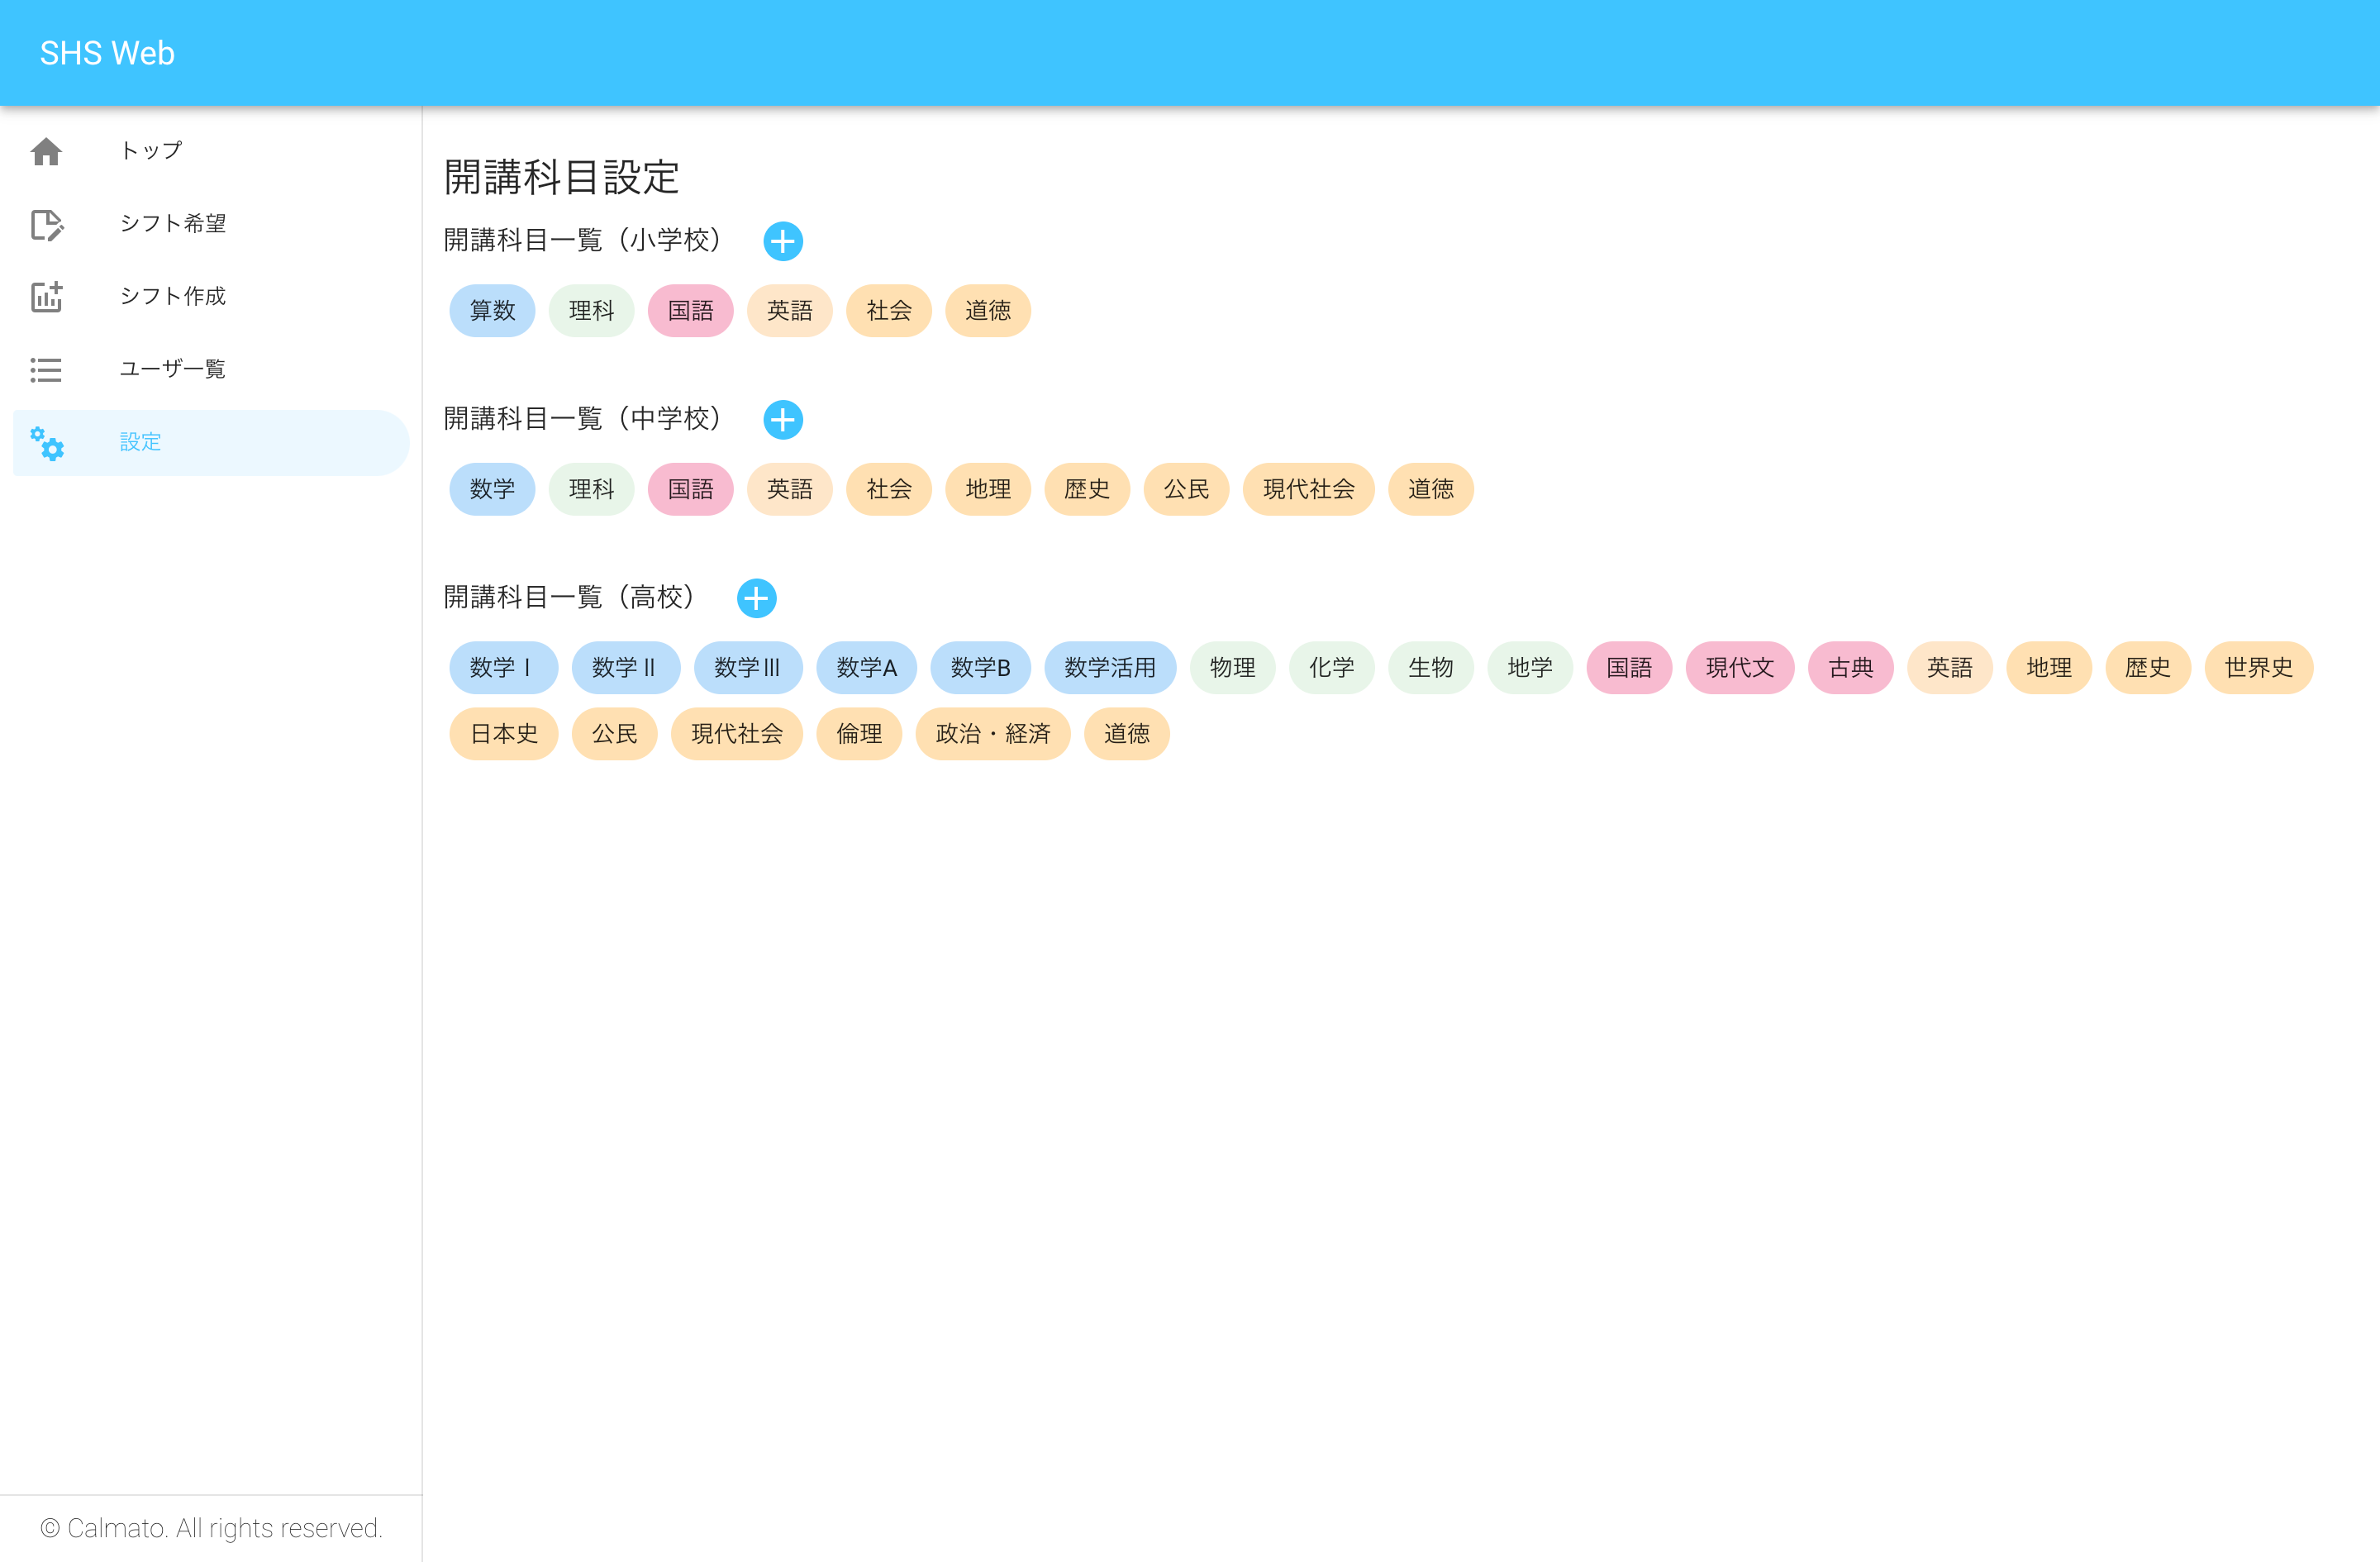 SHS Web
トップ
シフト希望
シフト作成
ユーザ一覧
設定
開講科目設定
開講科目一覧（小学校）
算数 理科 国語 英語 社会 道徳
開講科目一覧（中学校）
数学 理科 国語 英語 社会 地理 歴史 公民 現代社会 道徳
開講科目一覧（高校）
数学Ⅰ 数学Ⅱ 数学Ⅲ 数学A 数学B 数学活用 物理 化学 生物 地学 国語 現代文 古典 英語 地理 歴史 世界史
日本史 公民 現代社会 倫理 政治・経済 道徳
© Calmato. All rights reserved.